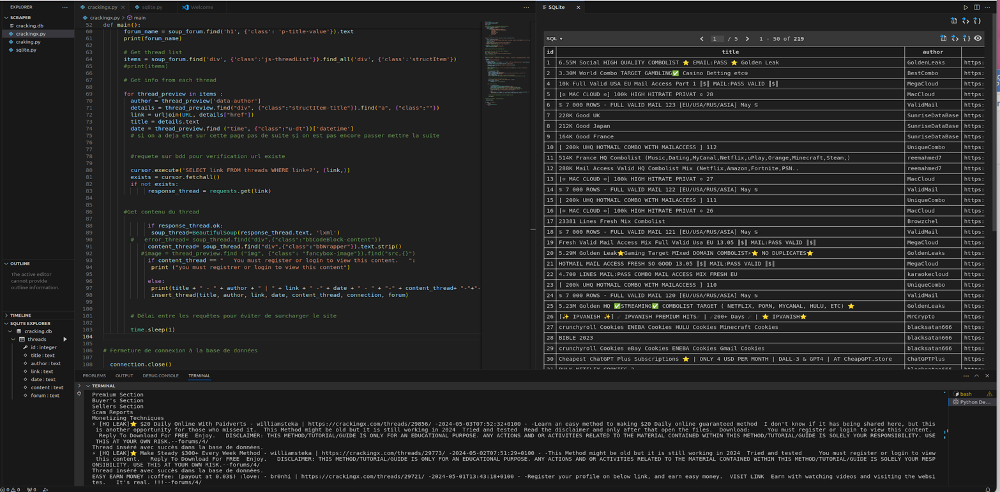 EXPLORER
SCRAPER
cracking.db
crackingx.py
craking.py
sqlite.py
OUTLINE
The active editor
cannot provide
outline information.
TIMELINE
SQLITE EXPLORER
cracking.db
threads
id : integer
title : text
author : text
link : text
date : text
content : text
forum : text
crackingx.py
sqlite.py
Welcome
crackingx.py > main
52 def main():
60 forum_name = soup_forum.find('h1', {'class': 'p-title-value'}).text
61 print(forum_name)
62
63 # Get thread list
64 items = soup_forum.find('div', {'class':'js-threadList'}).find_all('div', {'class':'structItem'})
65 #print(items)
66
67 # Get info from each thread
68
69 for thread_preview in items :
70 author = thread_preview['data-author']
71 details = thread_preview.find("div", {"class":"structItem-title"}).find("a", {"class":""})
72 link = urljoin(URL, details["href"])
73 title = details.text
74 date = thread_preview.find ("time", {"class":"u-dt"})['datetime']
75 # si on a deja ete sur cette page pas de suite si on est pas encore passer mettre la suite
76
77
78 #requete sur bdd pour verification url existe
79
80 cursor.execute('SELECT link FROM threads WHERE link=?', (link,))
81 exists = cursor.fetchall()
82 if not exists:
83 response_thread = requests.get(link)
84
85
86 #Get contenu du thread
87
88 if response_thread.ok:
89 soup_thread=BeautifulSoup(response_thread.text, 'lxml')
90 # error_thread= soup_thread.find("div",{"class":"bbCodeBlock-content"})
91 content_thread= soup_thread.find("div",{"class":"bbWrapper"}).text.strip()
92 #image = thread_preview.find ("img", {"class": "fancybox-image"}).find("src,{}")
93 if content_thread == "   You must register or login to view this content.   ":
94 print ("you must registrer or login to view this content")
95
96 else:
97 print(title + " - " + author + " | " + link + " -" + date + " - " + "-" + content_thread+ "-"+"-
98 insert_thread(title, author, link, date, content_thread, connection, forum)
99
100
101 # Délai entre les requêtes pour éviter de surcharger le site
102
103 time.sleep(1)
104
105
106 # Fermeture de connexion à la base de données
107
108 connection.close()
SQLite
SQL
1 / 5 1 - 50 of 219
id title author
1 6.55M Social HIGH QUALITY COMBOLIST ⭐ EMAIL:PASS ⭐ Golden Leak GoldenLeaks https:
2 3.30M World Combo TARGET GAMBLING✅ Casino Betting etc☢ BestCombo https:
4 10k Full Valid USA EU Mail Access Part 1 ║$║ MAIL:PASS VALID ║$║ MegaCloud https:
5 [✡ MAC CLOUD ✡] 100k HIGH HITRATE PRIVAT ✡ 28 MacCloud https:
6 ♋ 7 000 ROWS - FULL VALID MAIL 123 [EU/USA/RUS/ASIA] May ♋ ValidMail https:
7 228K Good UK SunriseDataBase https:
8 212K Good Japan SunriseDataBase https:
9 164K Good France SunriseDataBase https:
10 [ 200k UHQ HOTMAIL COMBO WITH MAILACCESS ] 112 UniqueCombo https:
11 514K France HQ Combolist (Music,Dating,MyCanal,Netflix,uPlay,Orange,Minecraft,Steam,) reemahmed7 https:
12 288K Mail Access Valid HQ Combolist Mix (Netflix,Amazon,Fortnite,PSN.. reemahmed7 https:
13 [✡ MAC CLOUD ✡] 100k HIGH HITRATE PRIVAT ✡ 27 MacCloud https:
14 ♋ 7 000 ROWS - FULL VALID MAIL 122 [EU/USA/RUS/ASIA] May ♋ ValidMail https:
15 [ 200k UHQ HOTMAIL COMBO WITH MAILACCESS ] 111 UniqueCombo https:
16 [✡ MAC CLOUD ✡] 100k HIGH HITRATE PRIVAT ✡ 26 MacCloud https:
17 23381 Lines Fresh Mix Combolist Browzchel https:
18 ♋ 7 000 ROWS - FULL VALID MAIL 121 [EU/USA/RUS/ASIA] May ♋ ValidMail https:
19 Fresh Valid Mail Access Mix Full Valid Usa EU 13.05 ║$║ MAIL:PASS VALID ║$║ MegaCloud https:
20 5.29M Golden Leak⭐Gaming Target MIxed DOMAIN COMBOLIST⚡⭐ NO DUPLICATES⭐ GoldenLeaks https:
21 HOTMAIL MAIL ACCESS FRESH SO GOOD 13.05 ║$║ MAIL:PASS VALID ║$║ MegaCloud https:
22 4.700 LINES MAIL:PASS COMBO MAIL ACCESS MIX FRESH EU karaokecloud https:
23 [ 200k UHQ HOTMAIL COMBO WITH MAILACCESS ] 110 UniqueCombo https:
24 ♋ 7 000 ROWS - FULL VALID MAIL 120 [EU/USA/RUS/ASIA] May ♋ ValidMail https:
25 5.23M Golden HQ ✅STREAMING✅ COMBOLIST TARGET ( NETFLIX, PORN, MYCANAL, HULU, ETC) ⭐ GoldenLeaks https:
26 [✨ IPVANISH ✨] ☄ IPVANISH PREMIUM HITS☄ | ☄200+ Days ☄ | ⭐ IPVANISH⭐ MrCrypto https:
27 crunchyroll Cookies ENEBA Cookies HULU Cookies Minecraft Cookies blacksatan666 https:
28 BIBLE 2023 blacksatan666 https:
29 crunchyroll Cookies eBay Cookies ENEBA Cookies Gmail Cookies blacksatan666 https:
30 Cheapest ChatGPT Plus Subscriptions ⭐ | ONLY 4 USD PER MONTH | DALL-3 & GPT4 | AT CheapGPT.Store ChatGPTPlus https:
PROBLEMS OUTPUT DEBUG CONSOLE TERMINAL
TERMINAL
Premium Section
Buyer's Section
Sellers Section
Scam Reports
Monetizing Techniques
⚡ [HQ LEAK]⭐ $20 Daily Online With Paidverts - williamsteka | https://crackingx.com/threads/29856/ -2024-05-03T07:52:32+0100 - -Learn an easy method to making $20 Daily online guaranteed method  I don't know if it has being shared here, but this
is another opportunity for those who missed it.  This Method might be old but it is still working in 2024  Tried and tested  Read the disclaimer and only after that open the files.  Download:     You must register or login to view this content.
Reply To Download For FREE  Enjoy.   DISCLAIMER: THIS METHOD/TUTORIAL/GUIDE IS ONLY FOR AN EDUCATIONAL PURPOSE. ANY ACTIONS AND OR ACTIVITIES RELATED TO THE MATERIAL CONTAINED WITHIN THIS METHOD/TUTORIAL/GUIDE IS SOLELY YOUR RESPONSIBILITY. USE
THIS AT YOUR OWN RISK.--forums/4/
Thread inséré avec succès dans la base de données.
⚡ [HQ LEAK]⭐ Make Steady $300+ Every Week Method - williamsteka | https://crackingx.com/threads/29773/ -2024-05-02T07:51:29+0100 - -This Method might be old but it is still working in 2024  Tried and tested     You must register or login to view
this content.   Reply To Download For FREE  Enjoy.   DISCLAIMER: THIS METHOD/TUTORIAL/GUIDE IS ONLY FOR AN EDUCATIONAL PURPOSE. ANY ACTIONS AND OR ACTIVITIES RELATED TO THE MATERIAL CONTAINED WITHIN THIS METHOD/TUTORIAL/GUIDE IS SOLELY YOUR RESP
ONSIBILITY. USE THIS AT YOUR OWN RISK.--forums/4/
Thread inséré avec succès dans la base de données.
EASY EARN MONEY :coffee: (payout at 0.03$) :love: - br0nhi | https://crackingx.com/threads/29721/ -2024-05-01T13:43:18+0100 - -Register your profile on below link, and earn easy money.  VISIT LINK  Earn with watching videos and visiting the websi
tes.   It's real. !!!--forums/4/
bash
Python De...
0 0 0